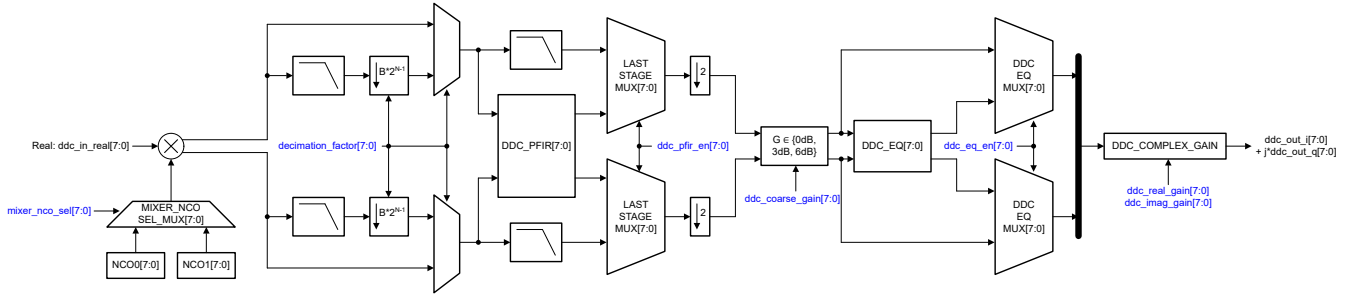 Real: ddc_in_real[7:0]
mixer_nco_sel[7:0]
MIXER_NCO
SEL_MUX[7:0]
NCO0[7:0]
NCO1[7:0]
B*2^N-1
decimation_factor[7:0]
B*2^N-1
DDC_PFIR[7:0]
LAST
STAGE
MUX[7:0]
2
ddc_pfir_en[7:0]
LAST
STAGE
MUX[7:0]
2
G ∈ {0dB,
3dB, 6dB}
ddc_coarse_gain[7:0]
DDC_EQ[7:0]
DDC
EQ
MUX[7:0]
ddc_eq_en[7:0]
DDC
EQ
MUX[7:0]
DDC_COMPLEX_GAIN
ddc_real_gain[7:0]
ddc_imag_gain[7:0]
ddc_out_i[7:0]
+ j*ddc_out_q[7:0]